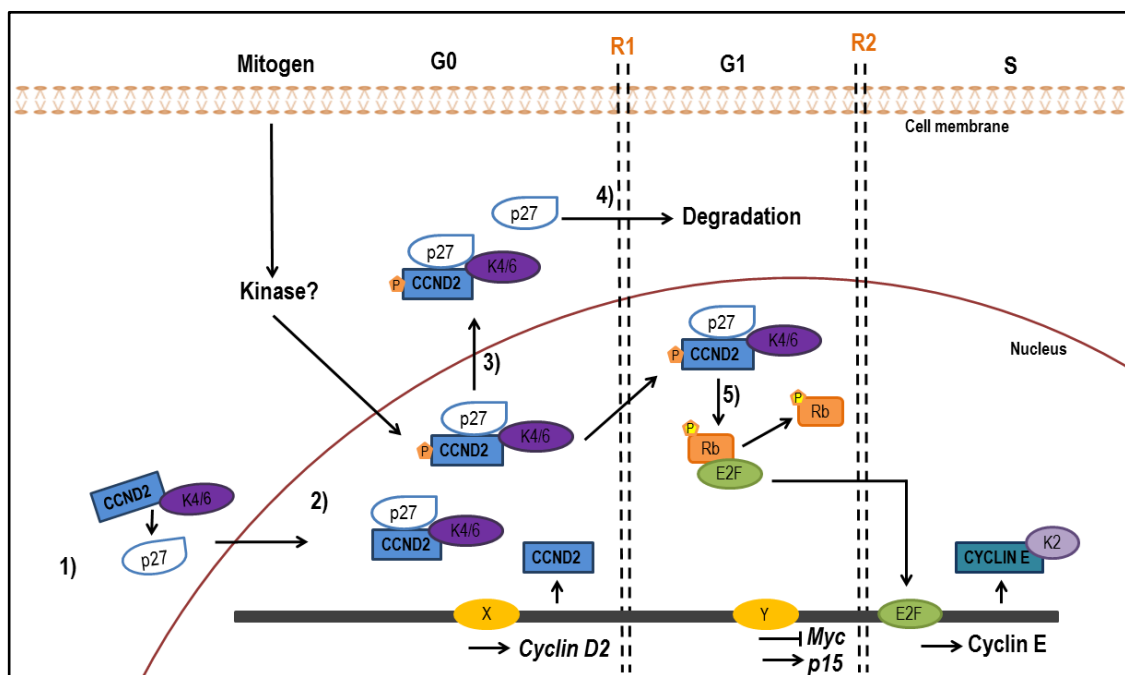 R1
R2
Mitogen
G0
G1
S
Cell membrane
4)
p27
Degradation
p27
K4/6
P
CCND2
Kinase?
p27
K4/6
P
CCND2
Nucleus
3)
5)
P
Rb
p27
K4/6
P
CCND2
P
Rb
E2F
CCND2
K4/6
2)
p27
K4/6
CCND2
1)
p27
CCND2
CYCLIN E
K2
X
Y
E2F
Cyclin D2
Myc
p15
Cyclin E